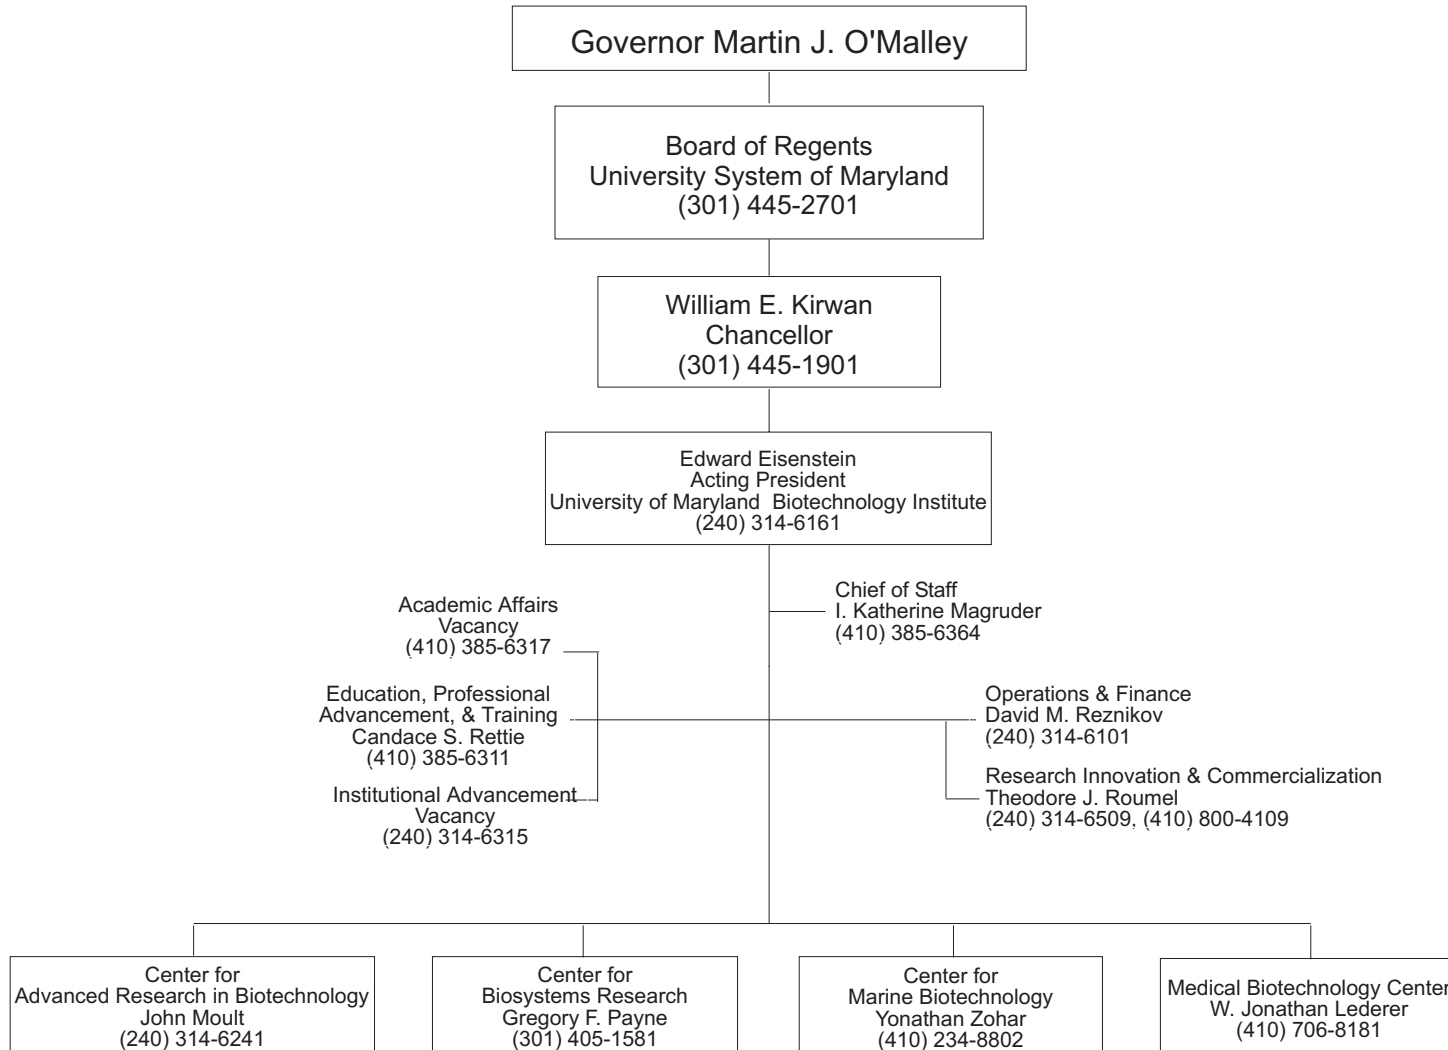 Governor Martin J. O'Malley
Board of Regents
University System of Maryland
(301) 445-2701
William E. Kirwan
Chancellor
(301) 445-1901
Edward Eisenstein
Acting President
University of Maryland  Biotechnology Institute
(240) 314-6161
Chief of Staff
I. Katherine Magruder
(410) 385-6364
Academic Affairs
Vacancy
(410) 385-6317
Education, Professional
Advancement, & Training
Candace S. Rettie
(410) 385-6311
Institutional Advancement
Vacancy
(240) 314-6315
Operations & Finance
David M. Reznikov
(240) 314-6101
Research Innovation & Commercialization
Theodore J. Roumel
(240) 314-6509, (410) 800-4109
Center for
Advanced Research in Biotechnology
John Moult
(240) 314-6241
Center for
Biosystems Research
Gregory F. Payne
(301) 405-1581
Center for
Marine Biotechnology
Yonathan Zohar
(410) 234-8802
Medical Biotechnology Center
W. Jonathan Lederer
(410) 706-8181